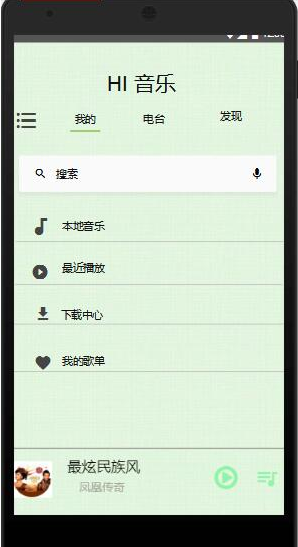 HI 音乐
我的 电台 发现
搜索
本地音乐
最近播放
下载中心
我的歌单
最炫民族风
凤凰传奇